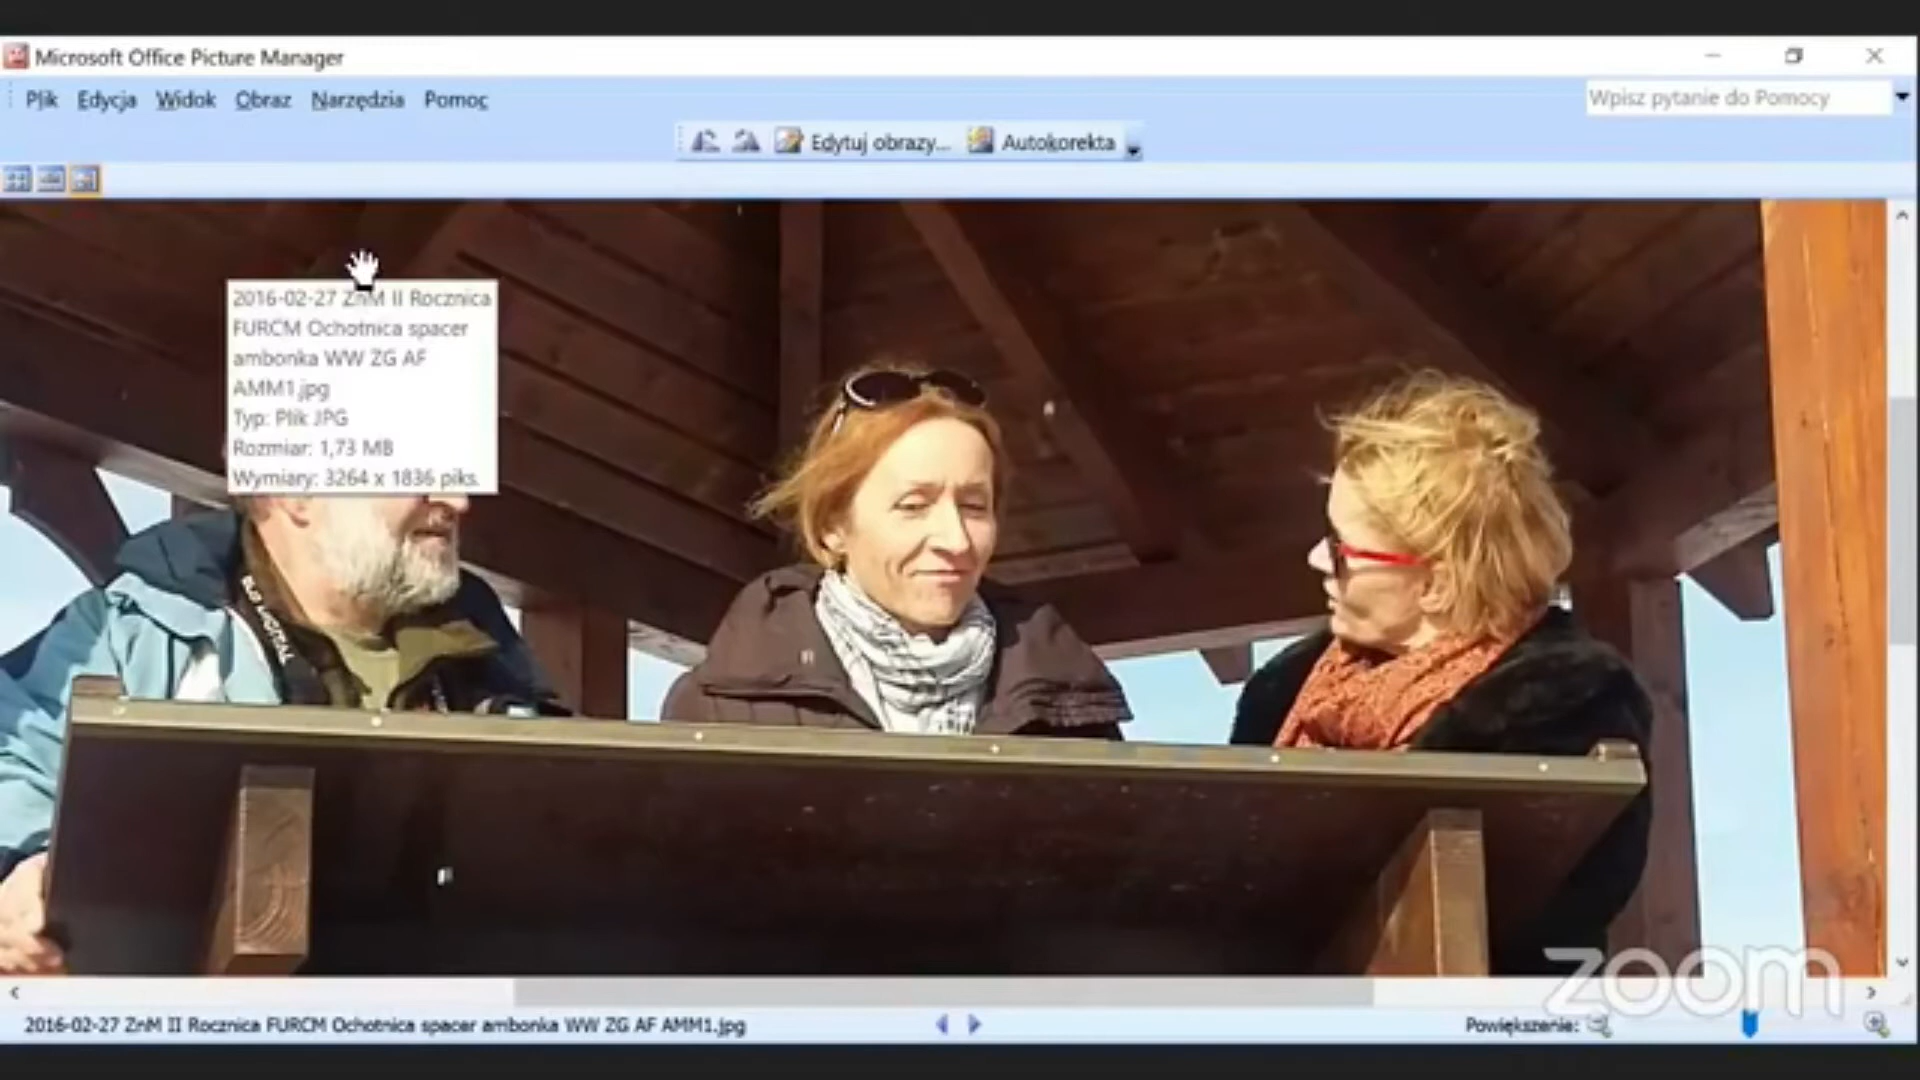 Microsoft Office Picture Manager
Plik Edycja Widok Obraz Narzędzia Pomoc
Wpisz pytanie do Pomocy
Edytuj obrazy... Autokorekta
2016-02-27 ZnM II Rocznica
FURCM Ochotnica spacer
ambonka WW ZG AF
AMM1.jpg
Typ: Plik JPG
Rozmiar: 1,73 MB
Wymiary: 3264 x 1836 piks.
zoom
2016-02-27 ZnM II Rocznica FURCM Ochotnica spacer ambonka WW ZG AF AMM1.jpg
Powiększenie: